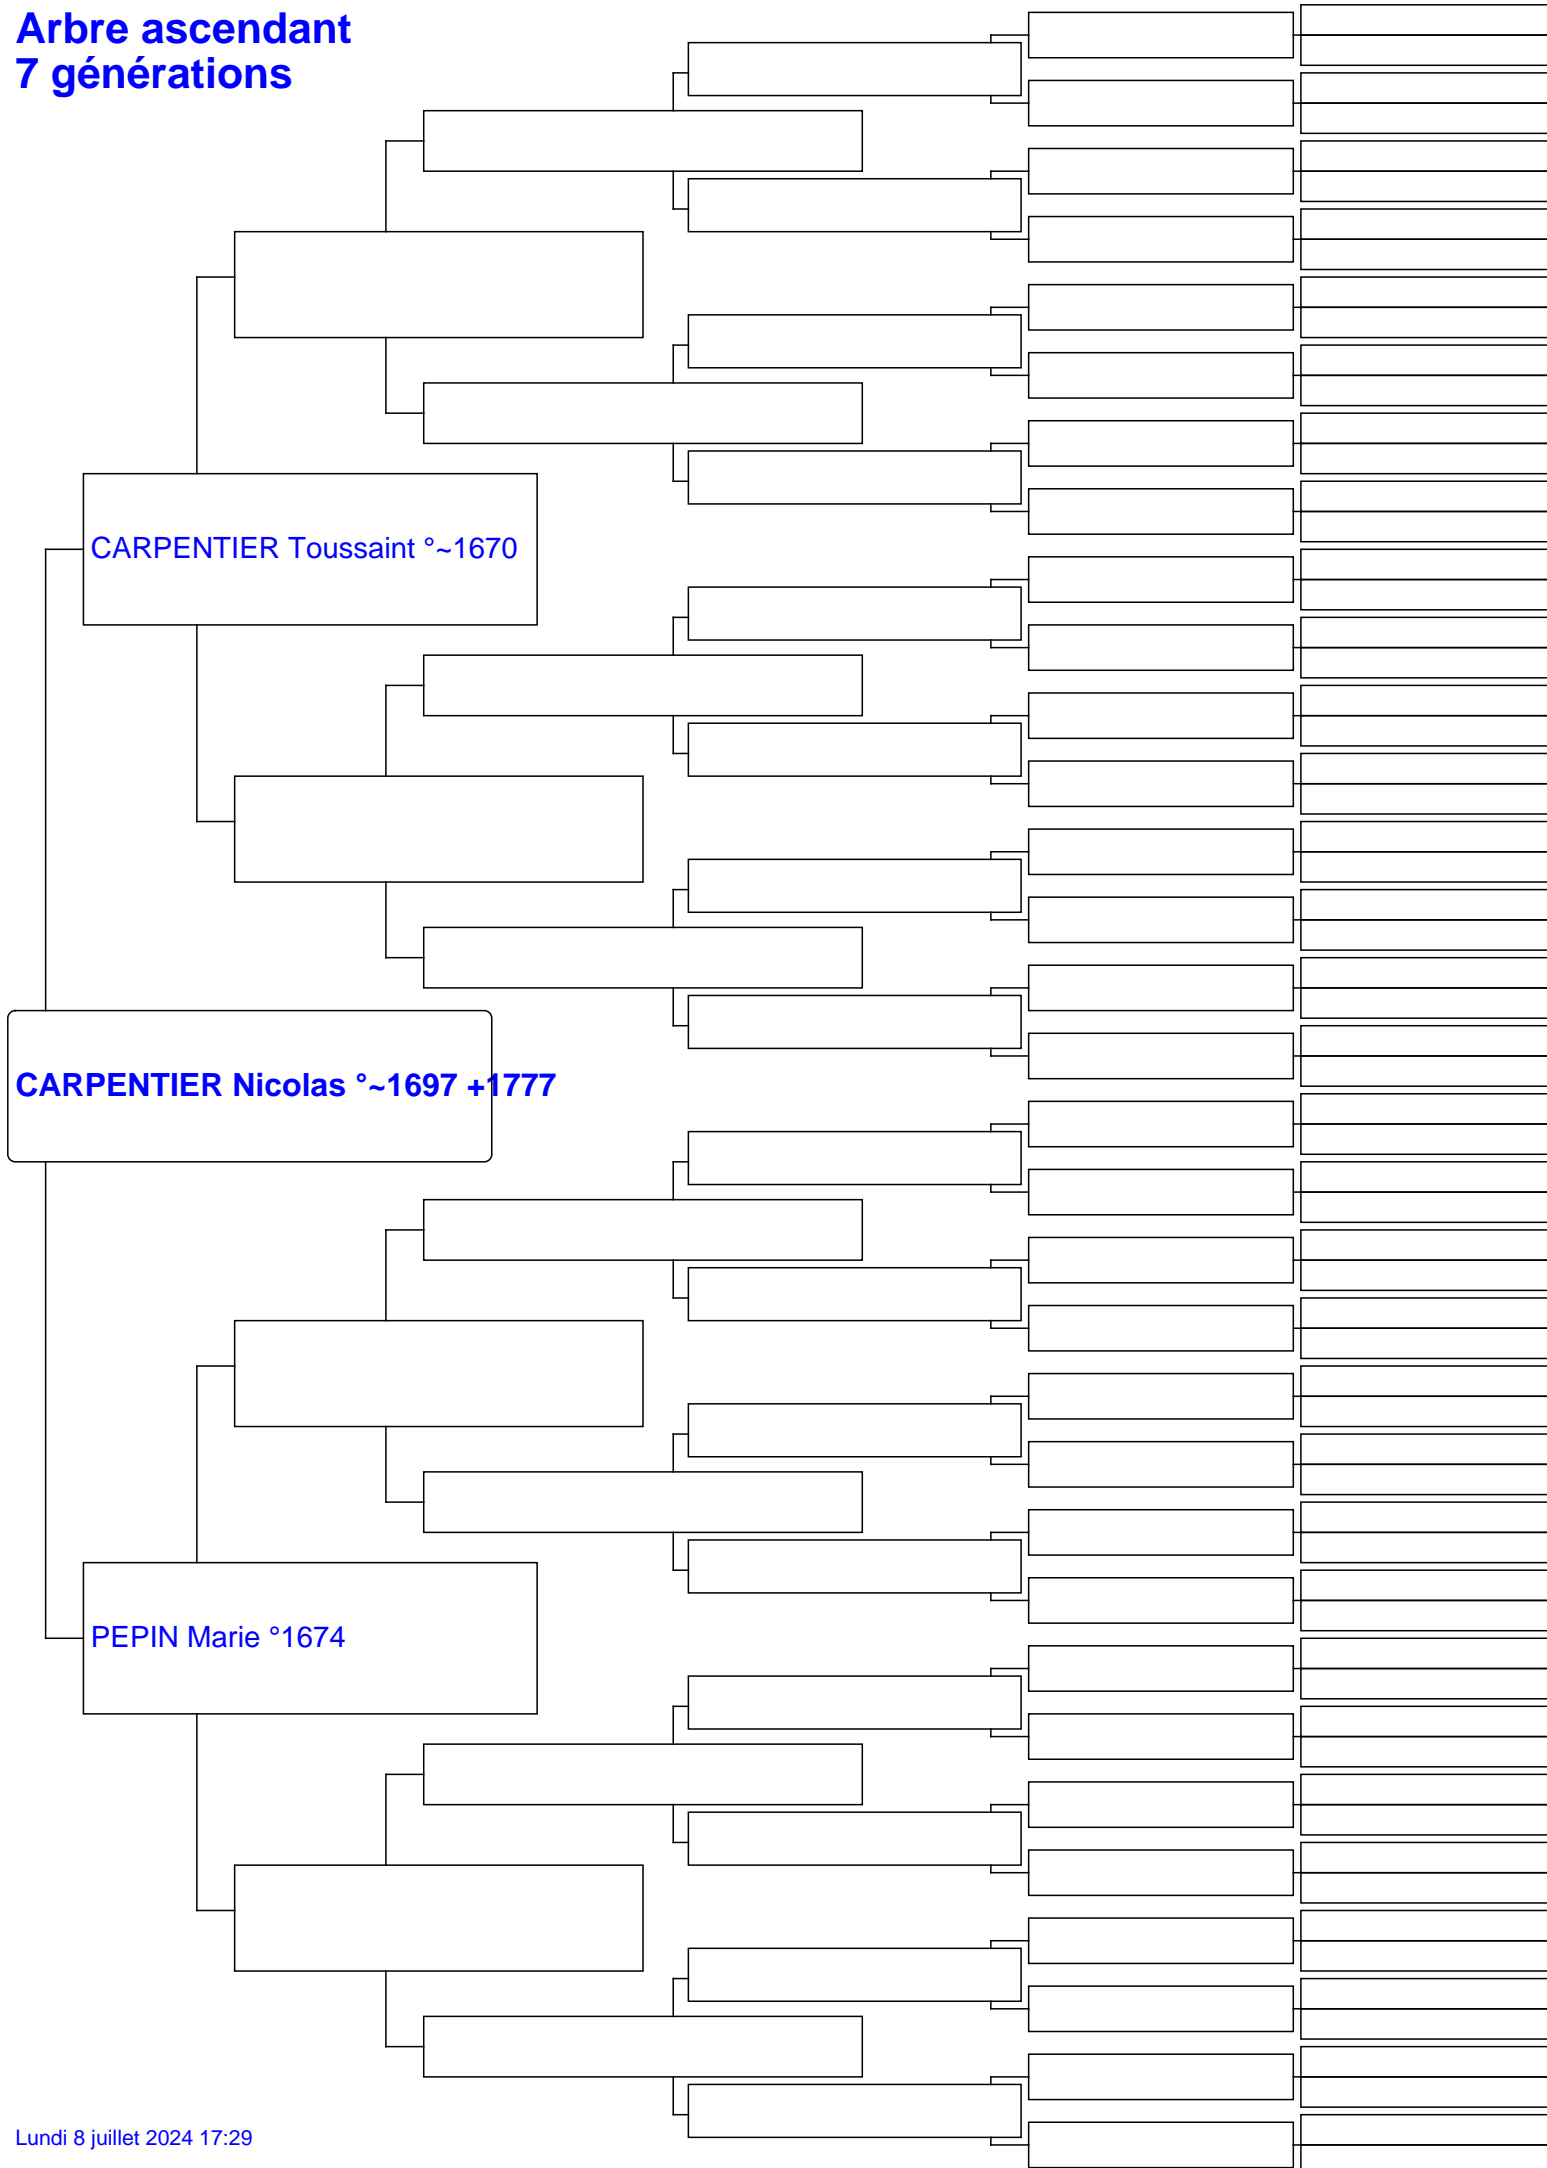 Arbre ascendant
7 générations
CARPENTIER Toussaint °~1670
CARPENTIER Nicolas °~1697 +1777
PEPIN Marie °1674
Lundi 8 juillet 2024 17:29